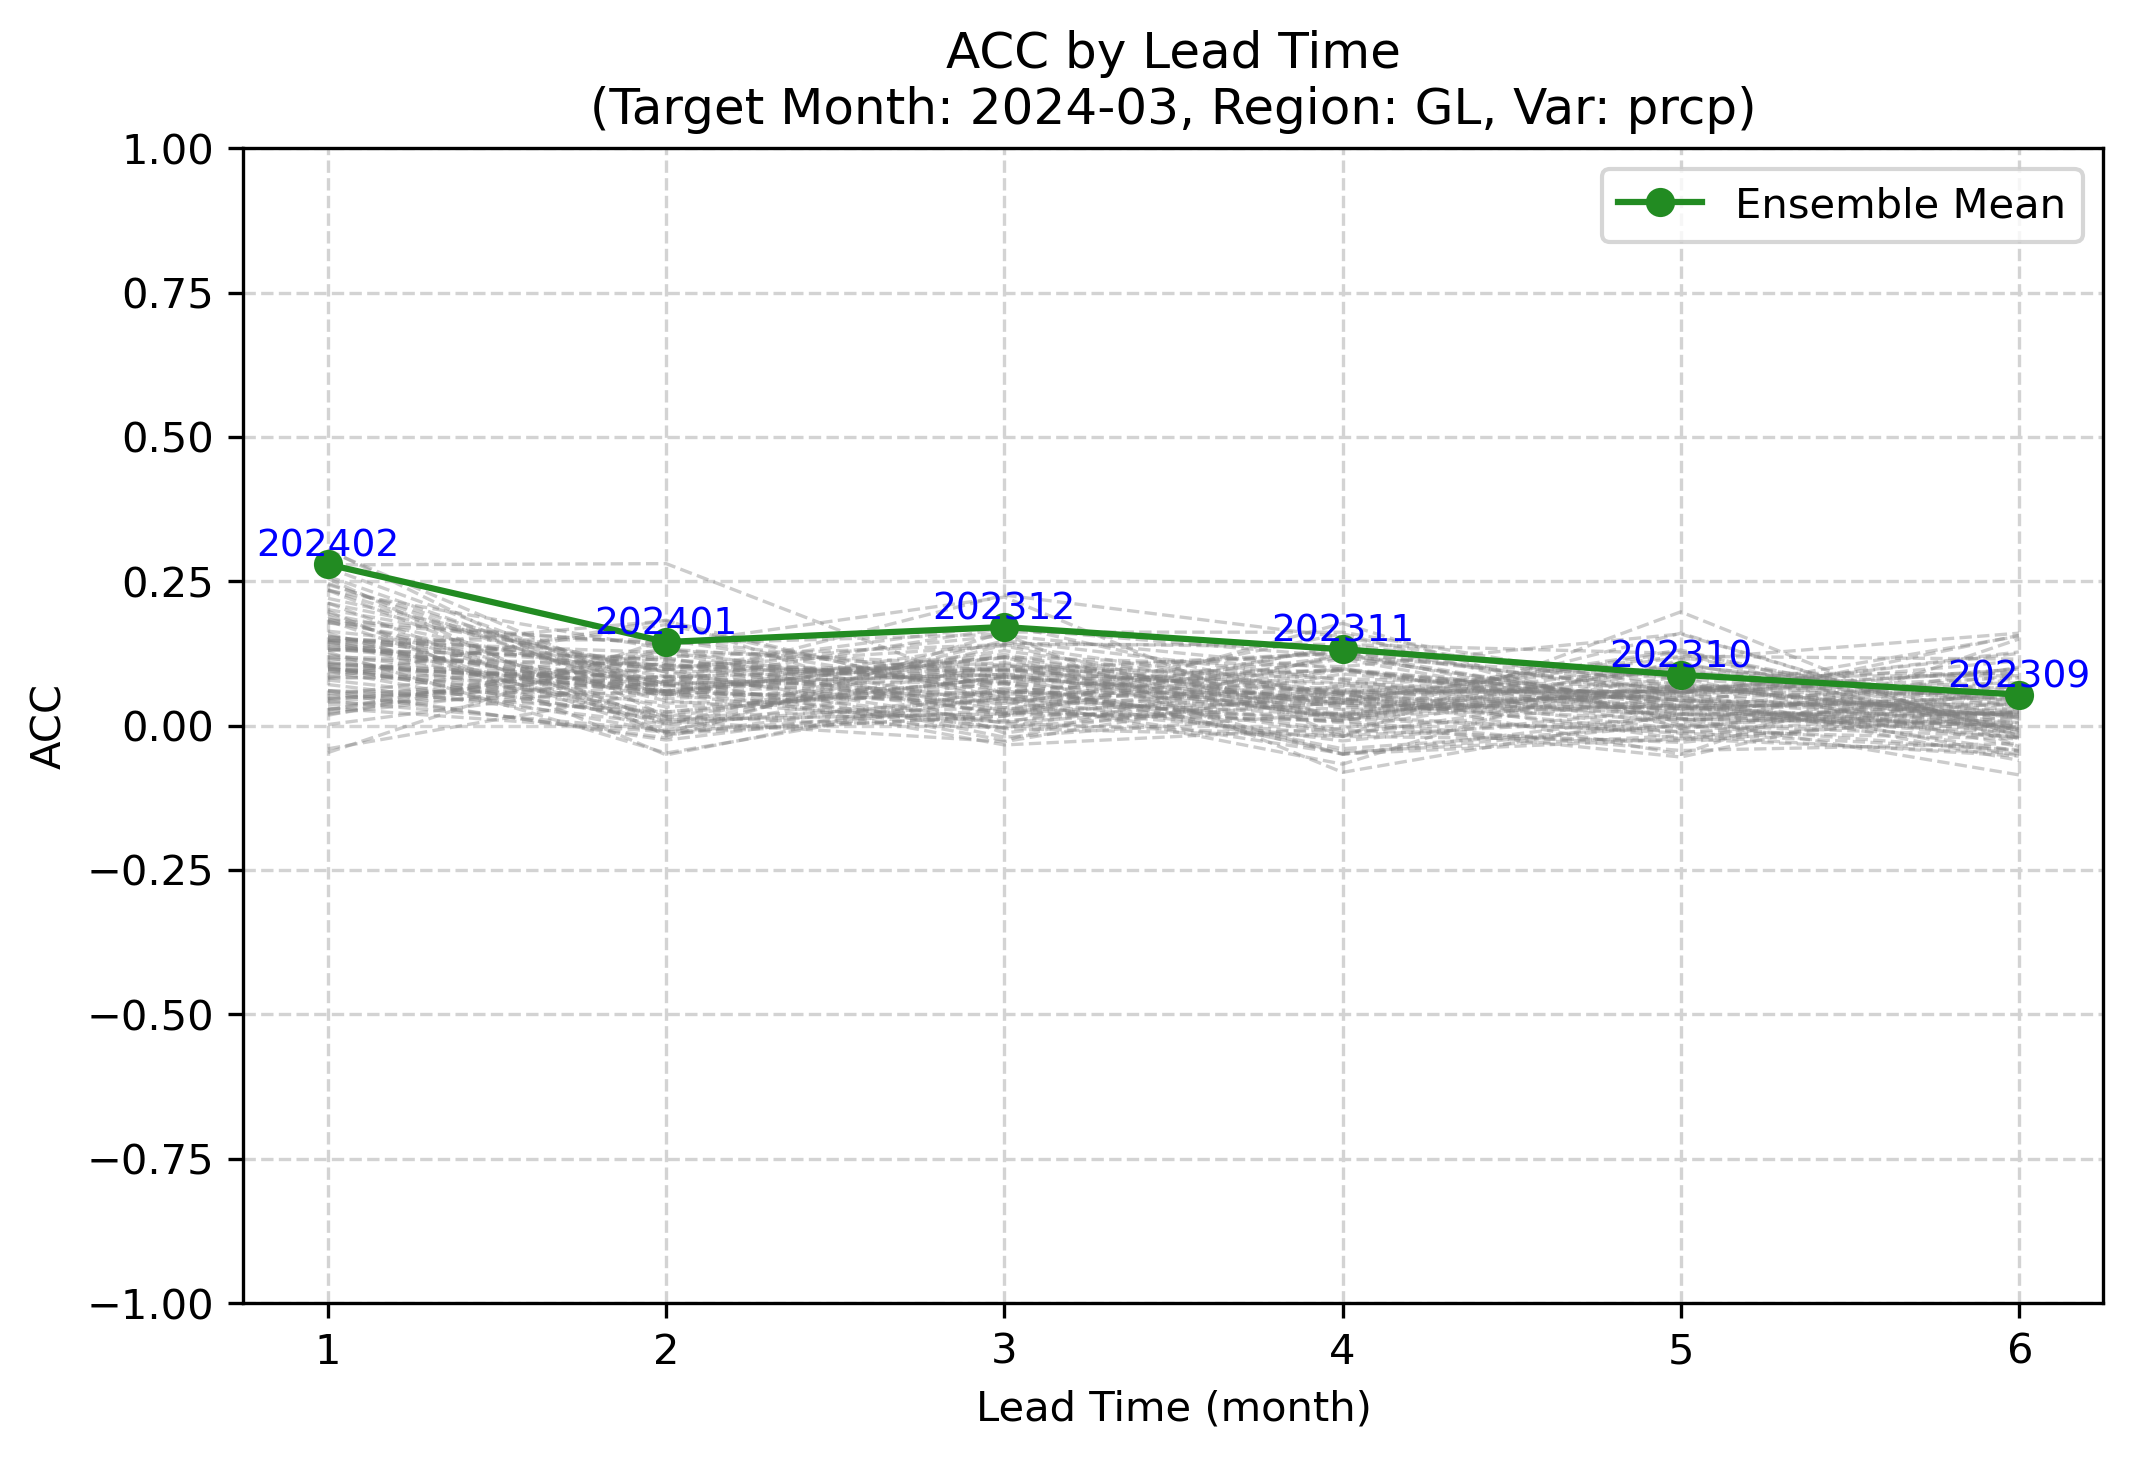 ACC by Lead Time
(Target Month: 2024-03, Region: GL, Var: prcp)
Ensemble Mean
ACC
1.00
0.75
0.50
0.25
0.00
−0.25
−0.50
−0.75
−1.00
202402
202401
202312
202311
202310
202309
1 2 3 4 5 6
Lead Time (month)